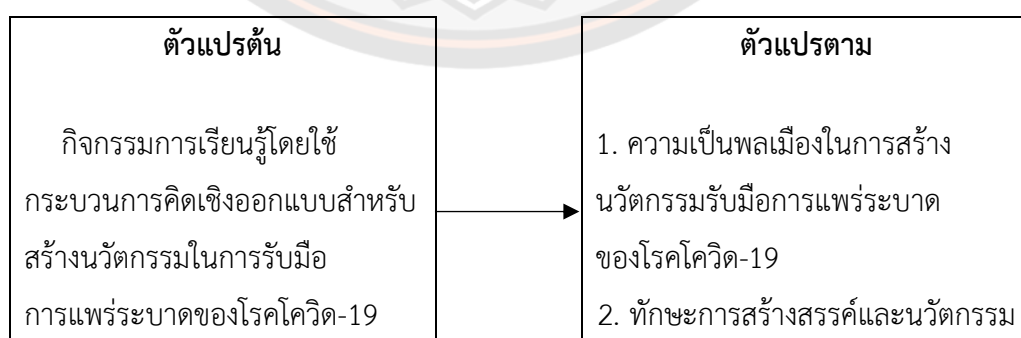 ตัวแปรต้น
กิจกรรมการเรียนรู้โดยใช้
กระบวนการคิดเชิงออกแบบสำหรับ
สร้างนวัตกรรมในการรับมือ
การแพร่ระบาดของโรคโควิด-19
ตัวแปรตาม
1. ความเป็นพลเมืองในการสร้าง
นวัตกรรมรับมือการแพร่ระบาด
ของโรคโควิด-19
2. ทักษะการสร้างสรรค์และนวัตกรรม